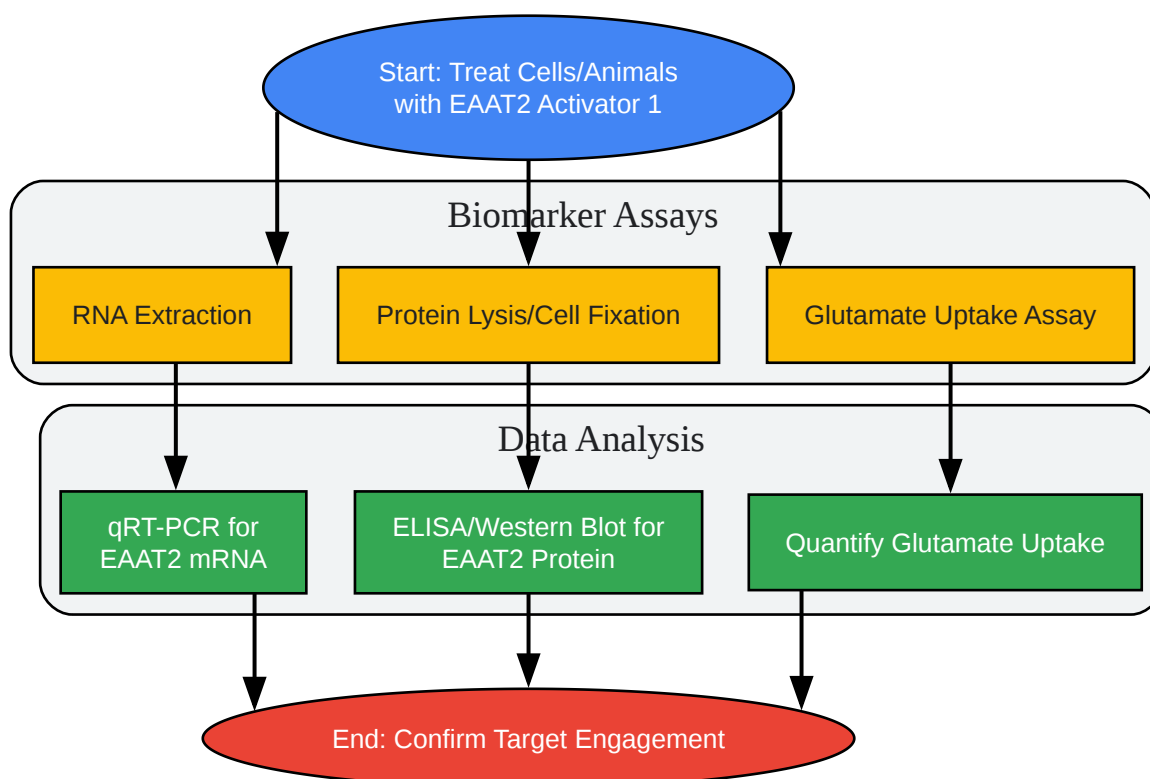 Start: Treat Cells/Animals
with EAAT2 Activator 1
Biomarker Assays
RNA Extraction
Protein Lysis/Cell Fixation
Glutamate Uptake Assay
Data Analysis
qRT-PCR for
EAAT2 mRNA
ELISA/Western Blot for
EAAT2 Protein
Quantify Glutamate Uptake
End: Confirm Target Engagement